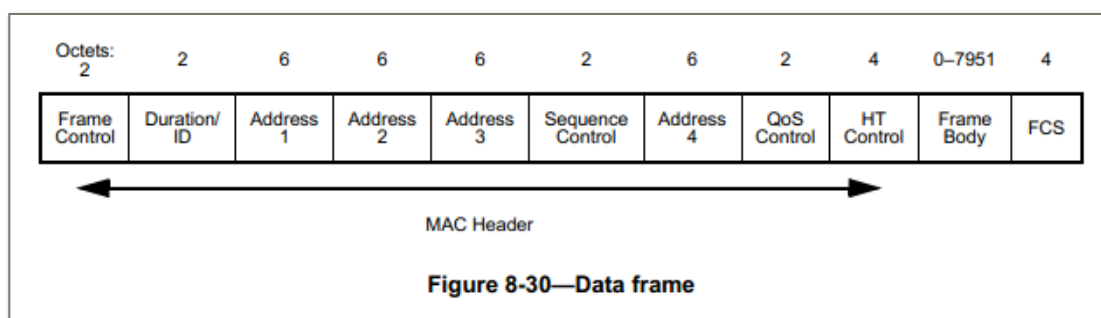 Octets:
2 2 6 6 6 2 6 2 4 0–7951 4
Frame Control Duration/ ID Address 1 Address 2 Address 3 Sequence Control Address 4 QoS Control HT Control Frame Body FCS
MAC Header
Figure 8-30—Data frame